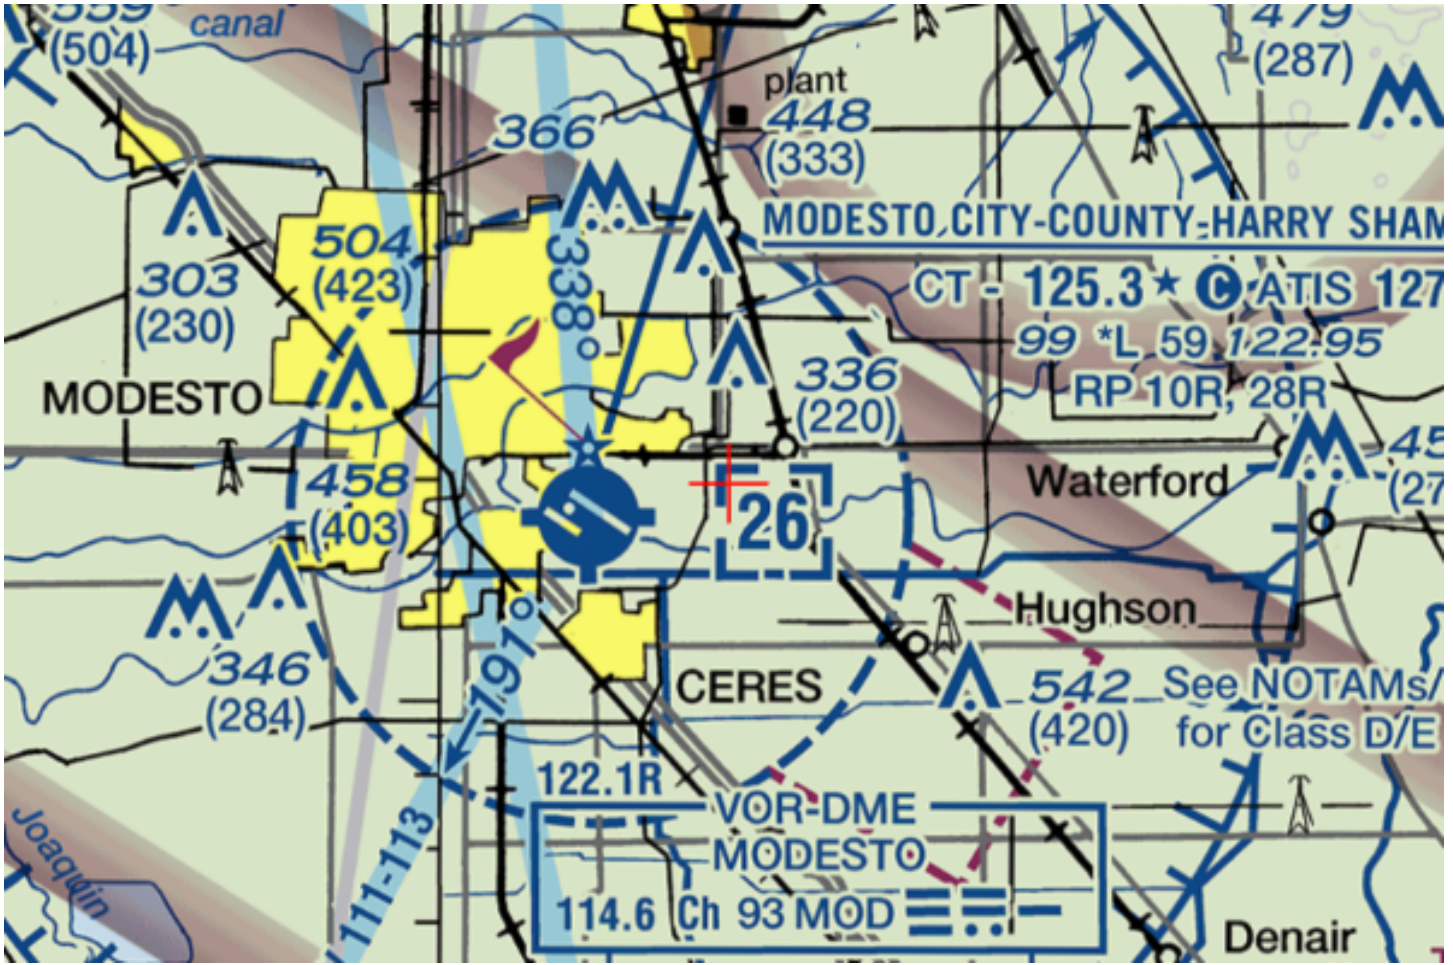 559
(504)
canal
479
(287)
plant
366
448
(333)
MODESTO CITY-COUNTY-HARRY SHAM
504
(423)
338°
303
(230)
CT - 125.3 ★ C ATIS 127
99 *L 59 122.95
RP 10R, 28R
MODESTO
336
(220)
45
(27
Waterford
458
(403)
26
Hughson
191°
346
(284)
CERES
542
(420)
See NOTAMs/
for Class D/E
122.1R
VOR-DME
111-113
Joaquin
MODESTO
114.6 Ch 93 MOD
Denair